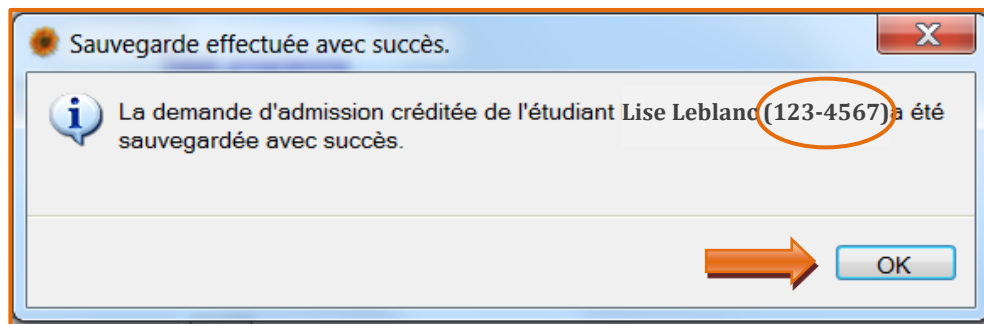 Sauvegarde effectuée avec succès.
La demande d'admission créditée de l'étudiant Lise Leblanc (123-4567) a été
sauvegardée avec succès.
OK